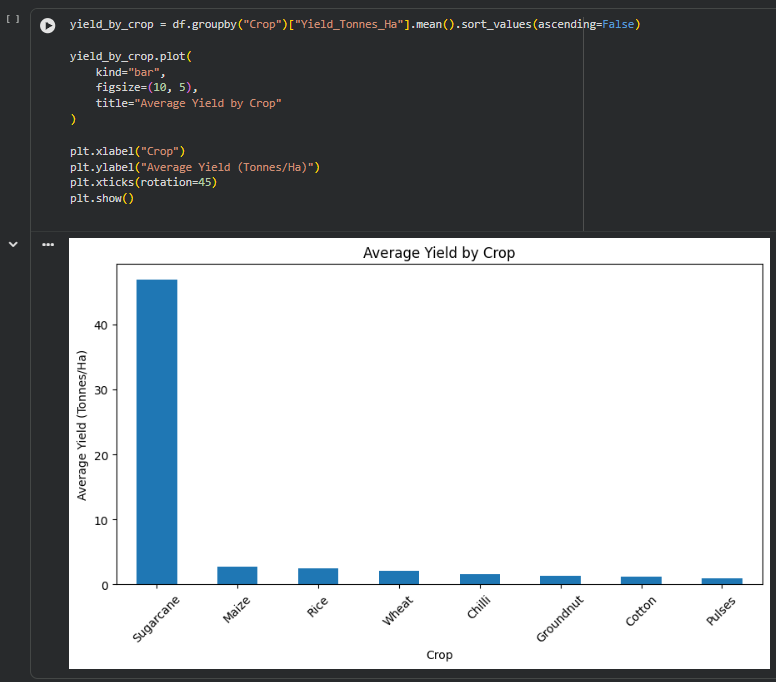 [ ]
yield_by_crop = df.groupby("Crop")["Yield_Tonnes_Ha"].mean().sort_values(ascending=False)
yield_by_crop.plot(
    kind="bar",
    figsize=(10, 5),
    title="Average Yield by Crop"
)
plt.xlabel("Crop")
plt.ylabel("Average Yield (Tonnes/Ha)")
plt.xticks(rotation=45)
plt.show()
Average Yield by Crop
Average Yield (Tonnes/Ha)
40
30
20
10
0
Sugarcane
Maize
Rice
Wheat
Chilli
Groundnut
Cotton
Pulses
Crop